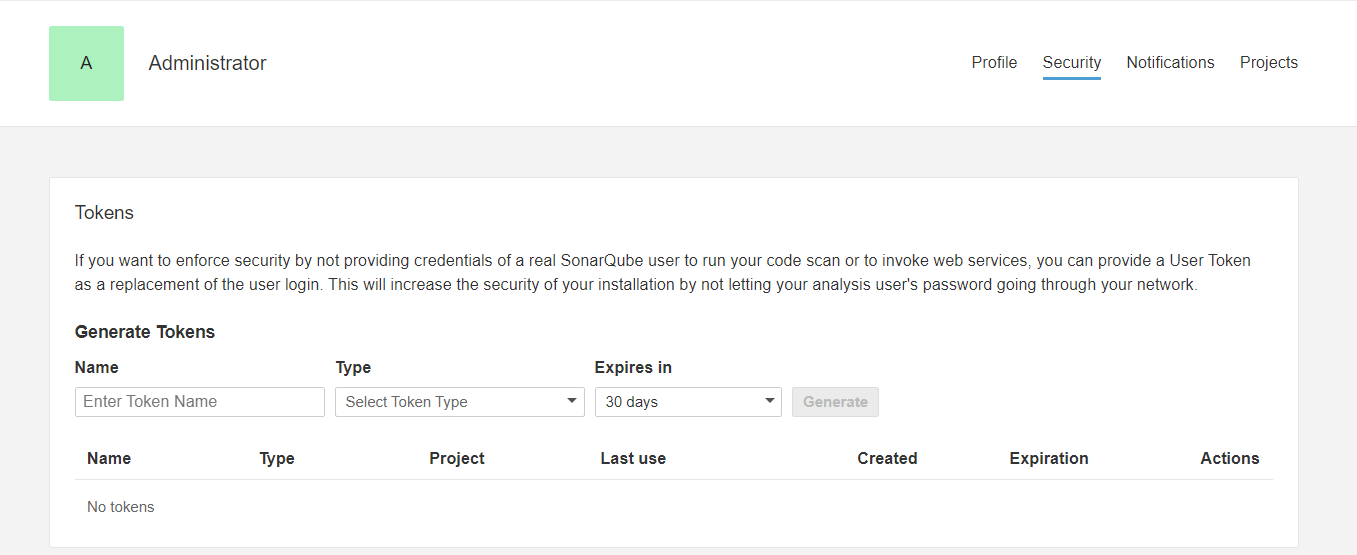 A
Administrator
Profile Security Notifications Projects
Tokens
If you want to enforce security by not providing credentials of a real SonarQube user to run your code scan or to invoke web services, you can provide a User Token
as a replacement of the user login. This will increase the security of your installation by not letting your analysis user's password going through your network.
Generate Tokens
Name Type Expires in
Enter Token Name Select Token Type 30 days Generate
Name Type Project Last use Created Expiration Actions
No tokens